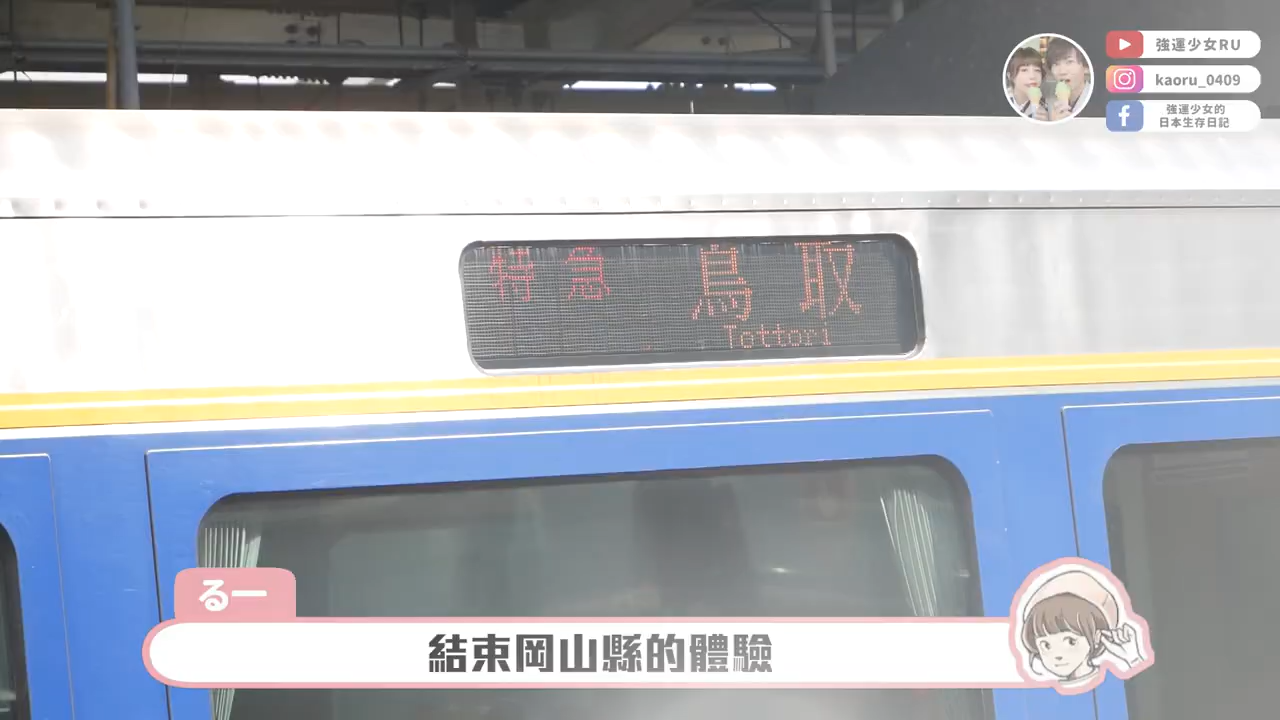 強運少女RU
kaoru_0409
強運少女的
日本生存日記
特急 鳥取
Tottori
るー
結束岡山縣的體驗